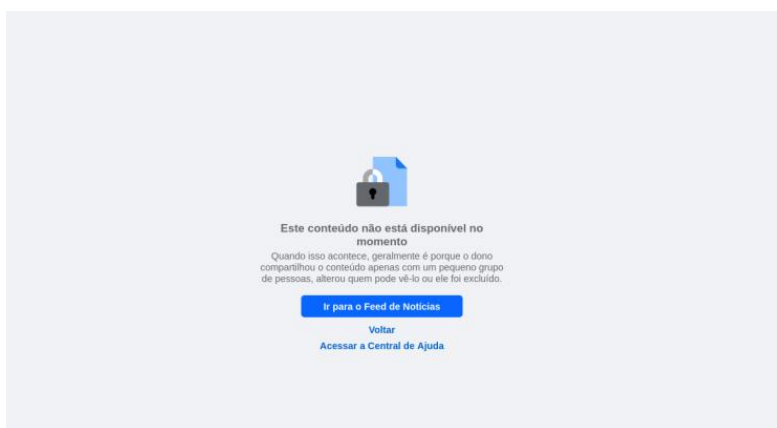 Este conteúdo não está disponível no
momento
Quando isso acontece, geralmente é porque o dono
compartilhou o conteúdo apenas com um pequeno grupo
de pessoas, alterou quem pode vê-lo ou ele foi excluído.
Ir para o Feed de Notícias
Voltar
Acessar a Central de Ajuda